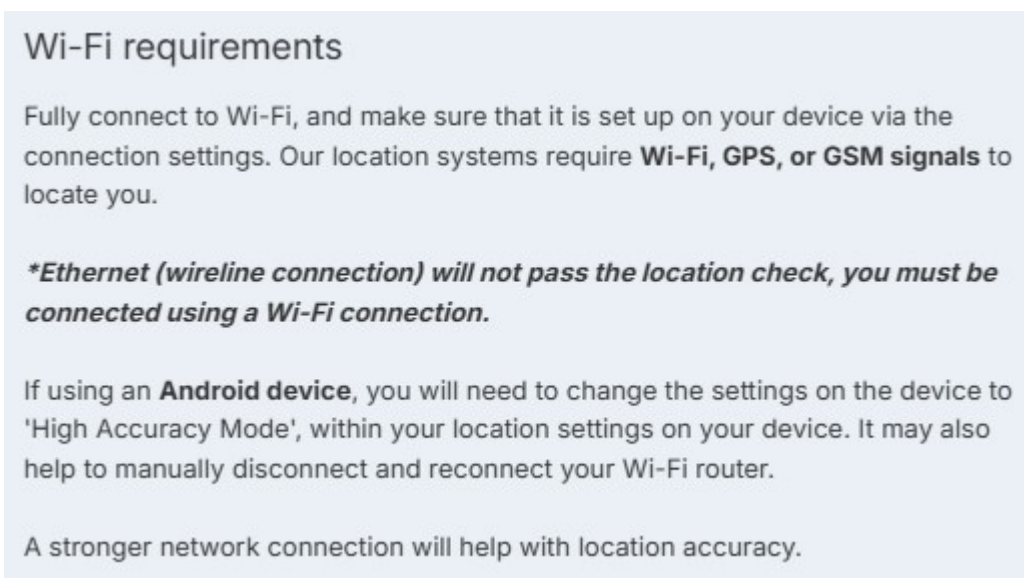 Wi-Fi requirements
Fully connect to Wi-Fi, and make sure that it is set up on your device via the
connection settings. Our location systems require Wi-Fi, GPS, or GSM signals to
locate you.
*Ethernet (wireline connection) will not pass the location check, you must be
connected using a Wi-Fi connection.
If using an Android device, you will need to change the settings on the device to
'High Accuracy Mode', within your location settings on your device. It may also
help to manually disconnect and reconnect your Wi-Fi router.
A stronger network connection will help with location accuracy.